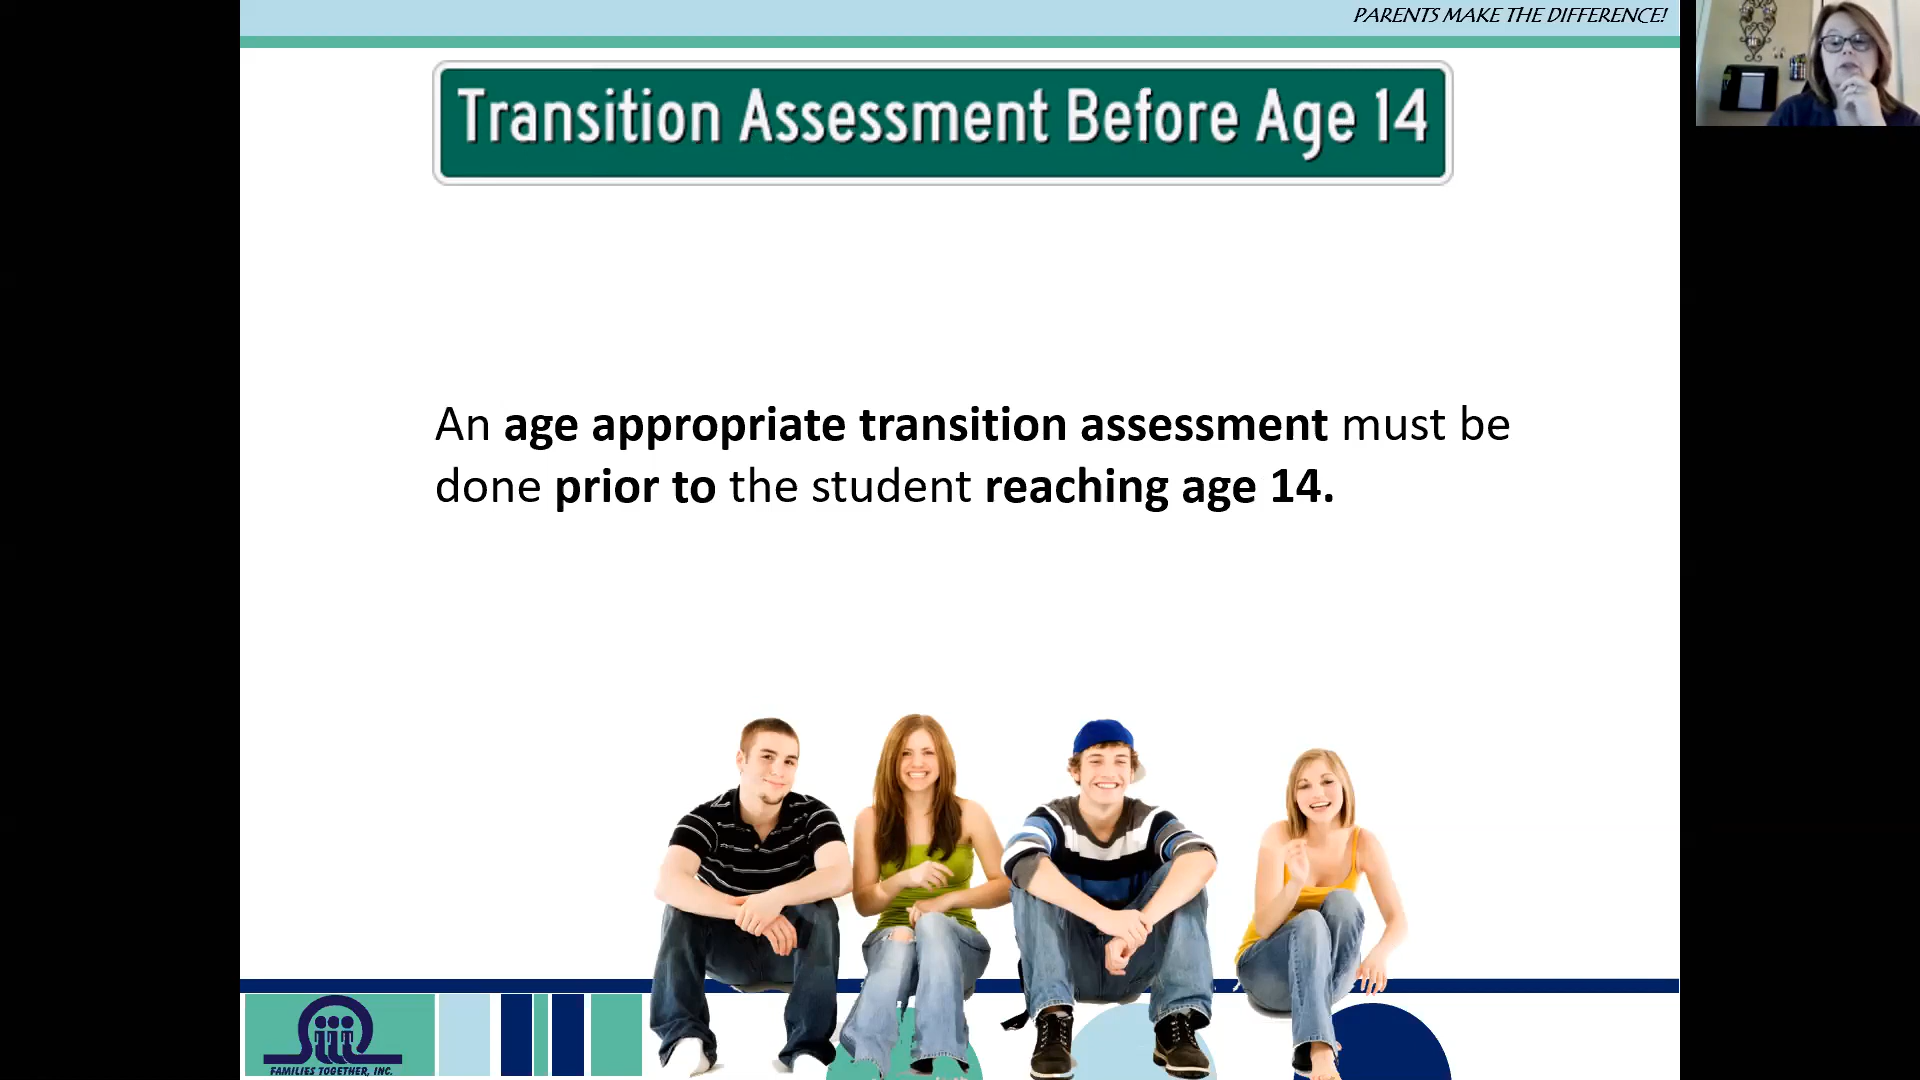 PARENTS MAKE THE DIFFERENCE!
Transition Assessment Before Age 14
An age appropriate transition assessment must be
done prior to the student reaching age 14.
FAMILIES TOGETHER, INC.